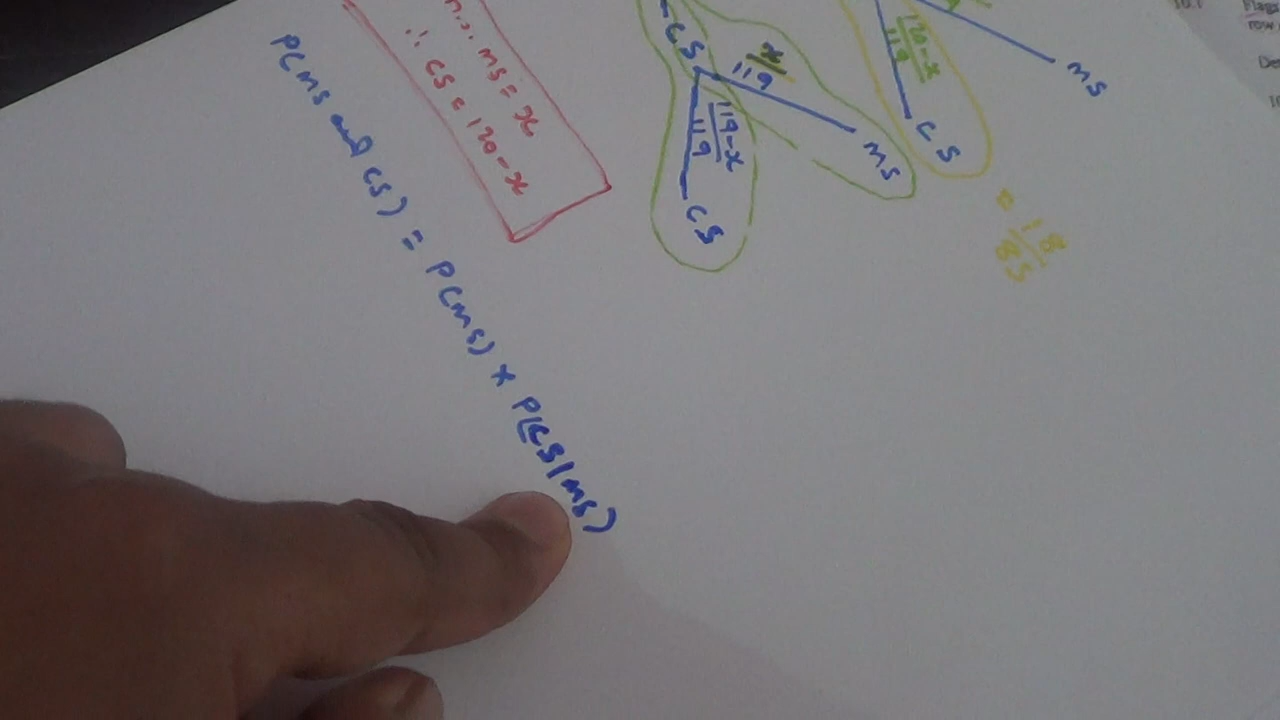 ms = x
∴ CS = 120 - x
CS
x/119
119-x/119
ms
CS
120-x/119
ms
CS
= 18/85
P(ms and CS) = P(ms) × P(CS/ms)